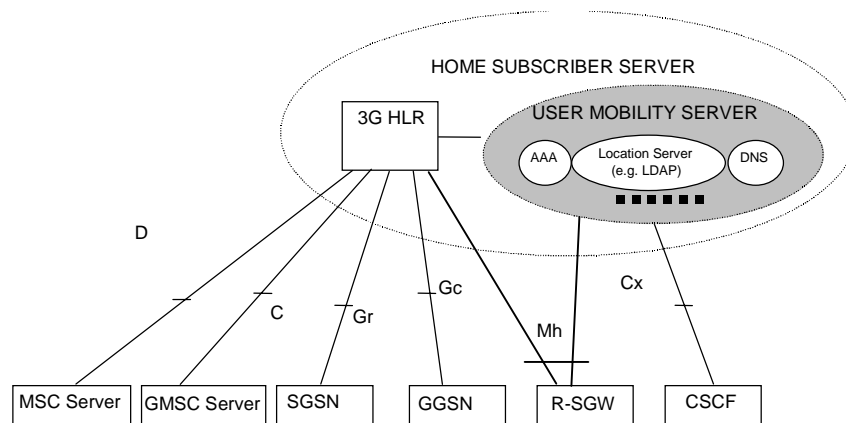 HOME SUBSCRIBER SERVER
3G HLR
USER MOBILITY SERVER
AAA
Location Server
(e.g. LDAP)
DNS
D
C
Gr
Gc
Mh
Cx
MSC Server
GMSC Server
SGSN
GGSN
R-SGW
CSCF